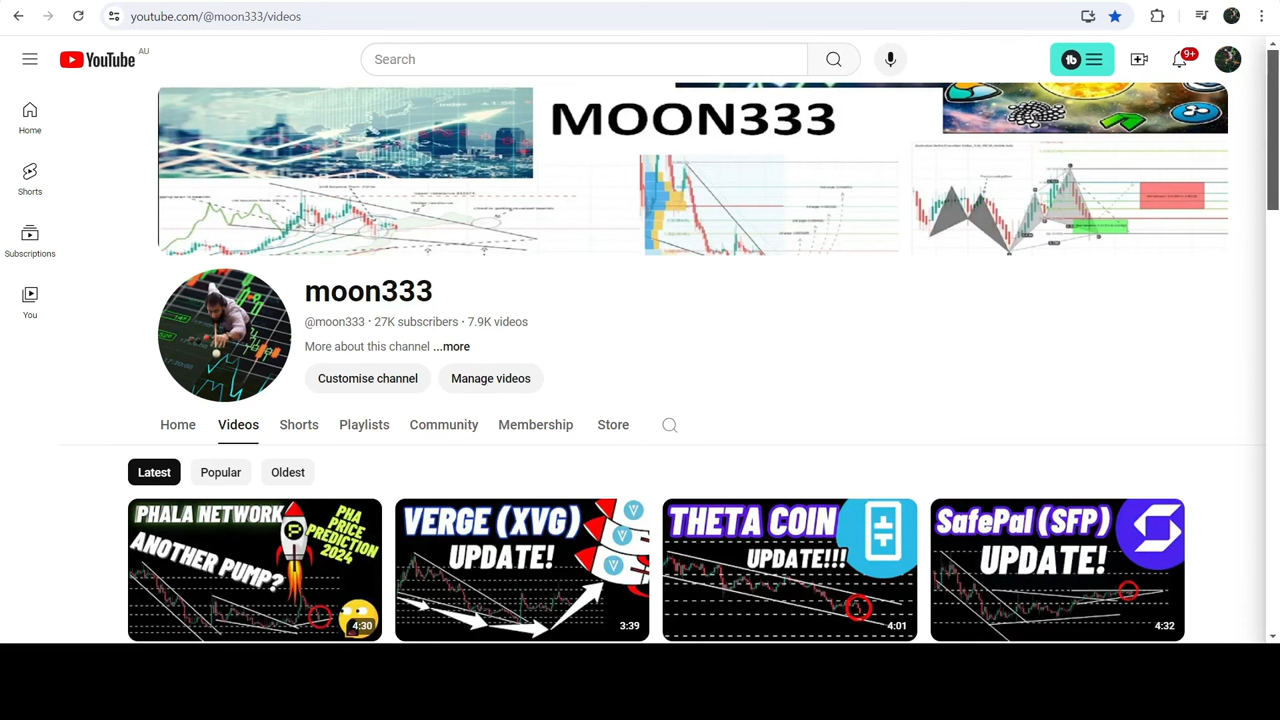 youtube.com/@moon333/videos
YouTube AU
Search
9+
Home
Shorts
Subscriptions
You
MOON333
moon333
@moon333 · 27K subscribers · 7.9K videos
More about this channel ...more
Customise channel
Manage videos
Home
Videos
Shorts
Playlists
Community
Membership
Store
Latest
Popular
Oldest
PHALA NETWORK
ANOTHER PUMP?
PHA
PRICE
PREDICTION
2024
4:30
VERGE (XVG)
UPDATE!
3:39
THETA COIN
UPDATE!!!
4:01
SafePal (SFP)
UPDATE!
4:32